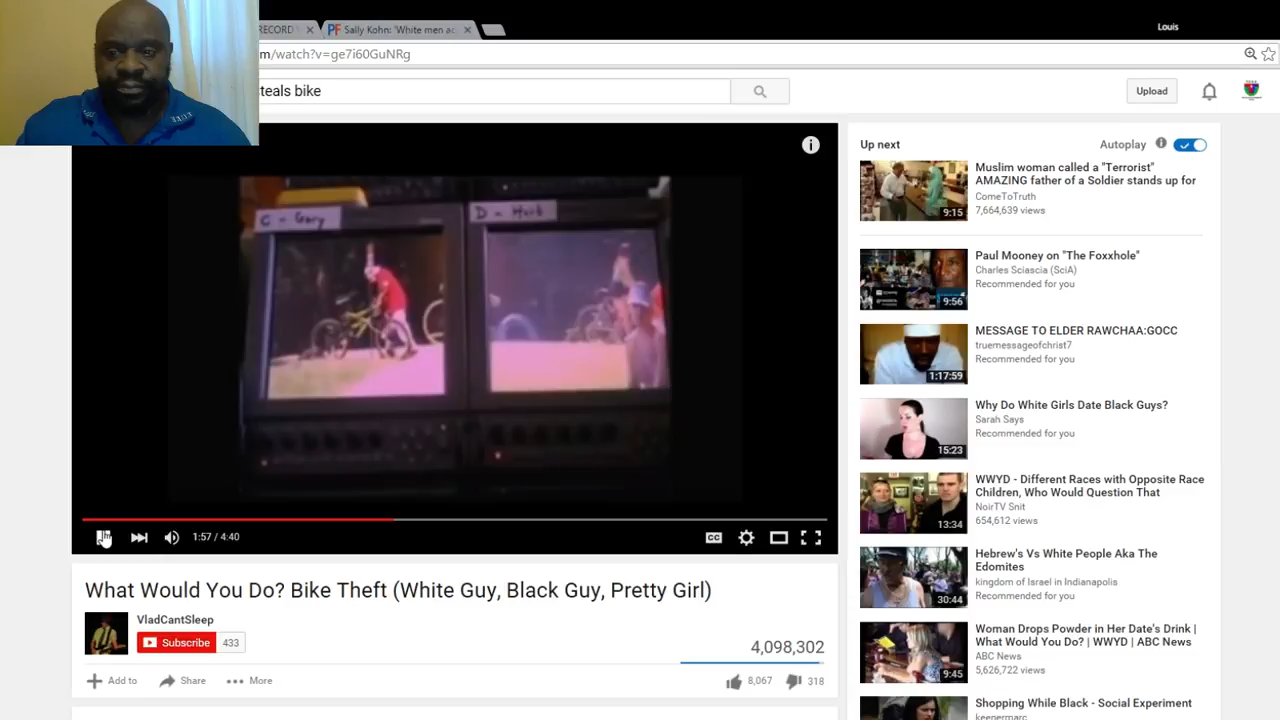 RECORD
Sally Kohn: 'White men ac
Louis
m/watch?v=ge7i60GuNRg
teals bike
Upload
C - Gary
D - Herb
1:57 / 4:40
CC
What Would You Do? Bike Theft (White Guy, Black Guy, Pretty Girl)
VladCantSleep
Subscribe
433
4,098,302
Add to
Share
More
8,067
318
Up next
Autoplay
Muslim woman called a "Terrorist"
AMAZING father of a Soldier stands up for
ComeToTruth
7,664,639 views
9:15
Paul Mooney on "The Foxxhole"
Charles Sciascia (SciA)
Recommended for you
9:56
MESSAGE TO ELDER RAWCHAA:GOCC
truemessageofchrist7
Recommended for you
1:17:59
Why Do White Girls Date Black Guys?
Sarah Says
Recommended for you
15:23
WWYD - Different Races with Opposite Race
Children, Who Would Question That
NoirTV Snit
654,612 views
13:34
Hebrew's Vs White People Aka The
Edomites
kingdom of Israel in Indianapolis
Recommended for you
30:44
Woman Drops Powder in Her Date's Drink |
What Would You Do? | WWYD | ABC News
ABC News
5,626,722 views
9:45
Shopping While Black - Social Experiment
keepermarc